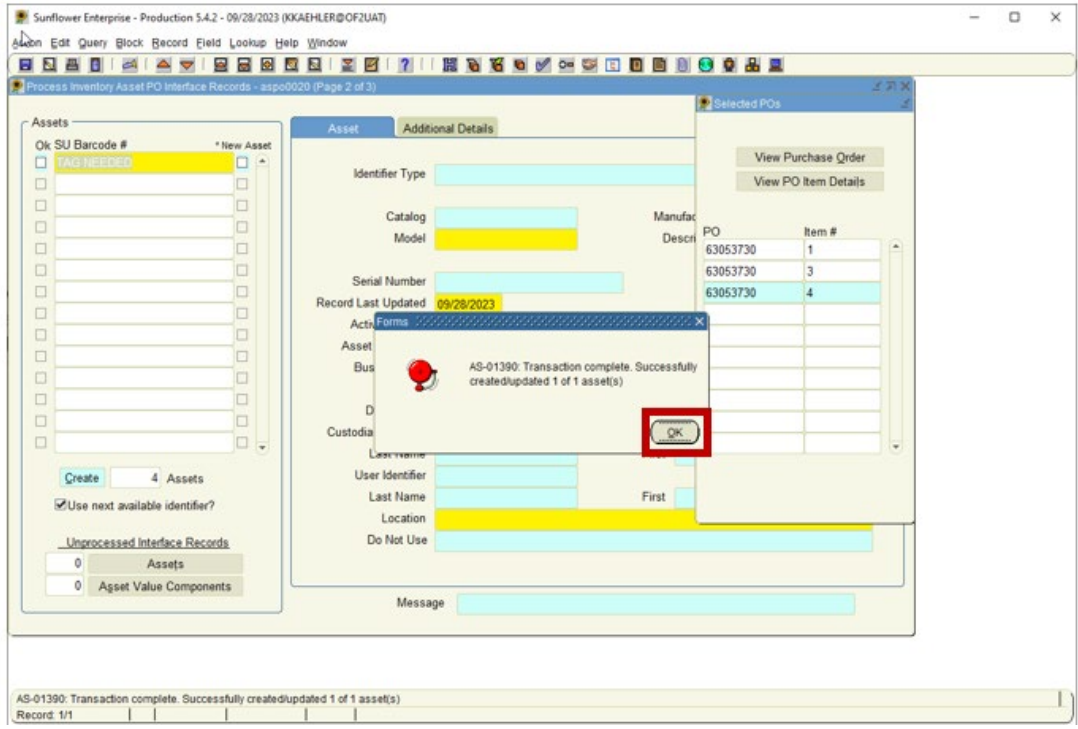 Sunflower Enterprise - Production 5.4.2 - 09/28/2023 (KKAEHLER@OF2UAT)
Action Edit Query Block Record Field Lookup Help Window
Process Inventory Asset PO Interface Records - aspo0020 (Page 2 of 3)
Assets
Ok SU Barcode # * New Asset
TAG NEEDED
Create 4 Assets
Use next available identifier?
Unprocessed Interface Records
0 Assets
0 Asset Value Components
Asset Additional Details
Identifier Type
Catalog Manufac
Model Descri
Serial Number
Record Last Updated 09/28/2023
Activ
Asset
Bus
D
Custodia
Last Name
User Identifier
Last Name First
Location
Do Not Use
Message
Selected POs
View Purchase Order
View PO Item Details
PO Item #
63053730 1
63053730 3
63053730 4
Forms
AS-01390: Transaction complete. Successfully
created/updated 1 of 1 asset(s)
OK
AS-01390: Transaction complete. Successfully created/updated 1 of 1 asset(s)
Record: 1/1